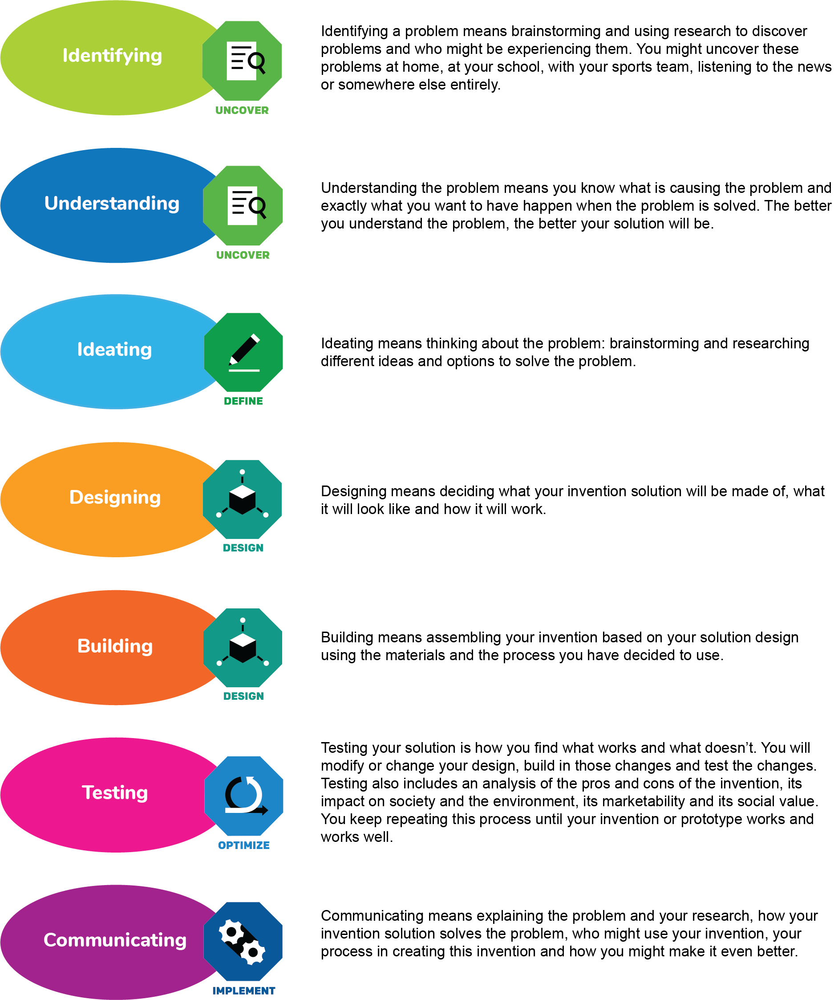 Identifying
UNCOVER
Identifying a problem means brainstorming and using research to discover
problems and who might be experiencing them. You might uncover these
problems at home, at your school, with your sports team, listening to the news
or somewhere else entirely.
Understanding
UNCOVER
Understanding the problem means you know what is causing the problem and
exactly what you want to have happen when the problem is solved. The better
you understand the problem, the better your solution will be.
Ideating
DEFINE
Ideating means thinking about the problem: brainstorming and researching
different ideas and options to solve the problem.
Designing
DESIGN
Designing means deciding what your invention solution will be made of, what
it will look like and how it will work.
Building
DESIGN
Building means assembling your invention based on your solution design
using the materials and the process you have decided to use.
Testing
OPTIMIZE
Testing your solution is how you find what works and what doesn’t. You will
modify or change your design, build in those changes and test the changes.
Testing also includes an analysis of the pros and cons of the invention, its
impact on society and the environment, its marketability and its social value.
You keep repeating this process until your invention or prototype works and
works well.
Communicating
IMPLEMENT
Communicating means explaining the problem and your research, how your
invention solution solves the problem, who might use your invention, your
process in creating this invention and how you might make it even better.